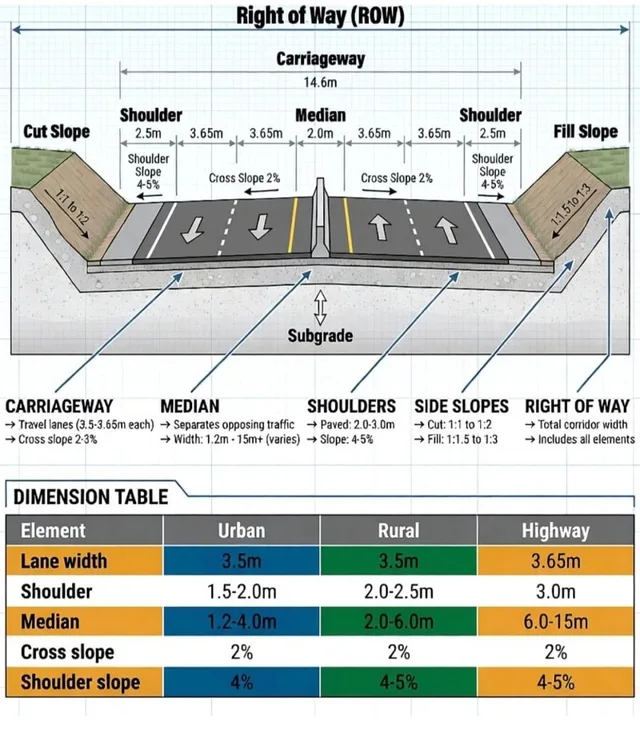 Right of Way (ROW)
Carriageway
14.6m
Shoulder Median Shoulder
Cut Slope 2.5m 3.65m 3.65m 2.0m 3.65m 3.65m 2.5m Fill Slope
Shoulder
Slope
4-5%
Cross Slope 2%
Cross Slope 2%
Shoulder
Slope
4-5%
1:1 to 1:2
1:1.5 to 1:3
Subgrade
CARRIAGEWAY
→ Travel lanes (3.5-3.65m each)
→ Cross slope 2-3%
MEDIAN
→ Separates opposing traffic
→ Width: 1.2m - 15m+ (varies)
SHOULDERS
→ Paved: 2.0-3.0m
→ Slope: 4-5%
SIDE SLOPES
→ Cut: 1:1 to 1:2
→ Fill: 1:1.5 to 1:3
RIGHT OF WAY
→ Total corridor width
→ Includes all elements
DIMENSION TABLE
Element Urban Rural Highway
Lane width 3.5m 3.5m 3.65m
Shoulder 1.5-2.0m 2.0-2.5m 3.0m
Median 1.2-4.0m 2.0-6.0m 6.0-15m
Cross slope 2% 2% 2%
Shoulder slope 4% 4-5% 4-5%